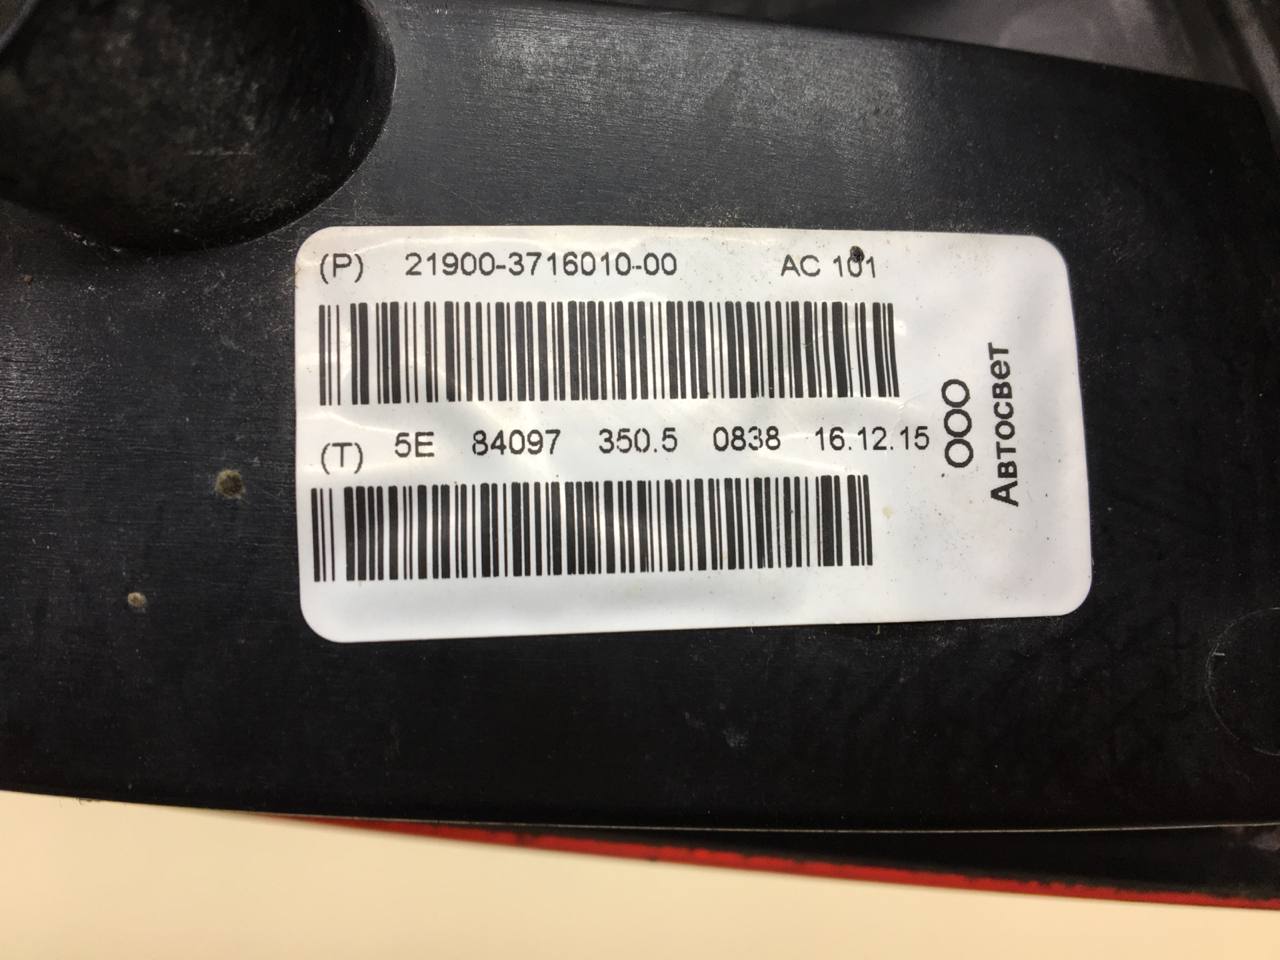 (P) 21900-3716010-00 AC 101
(T) 5E 84097 350.5 0838 16.12.15
ООО
Автосвет